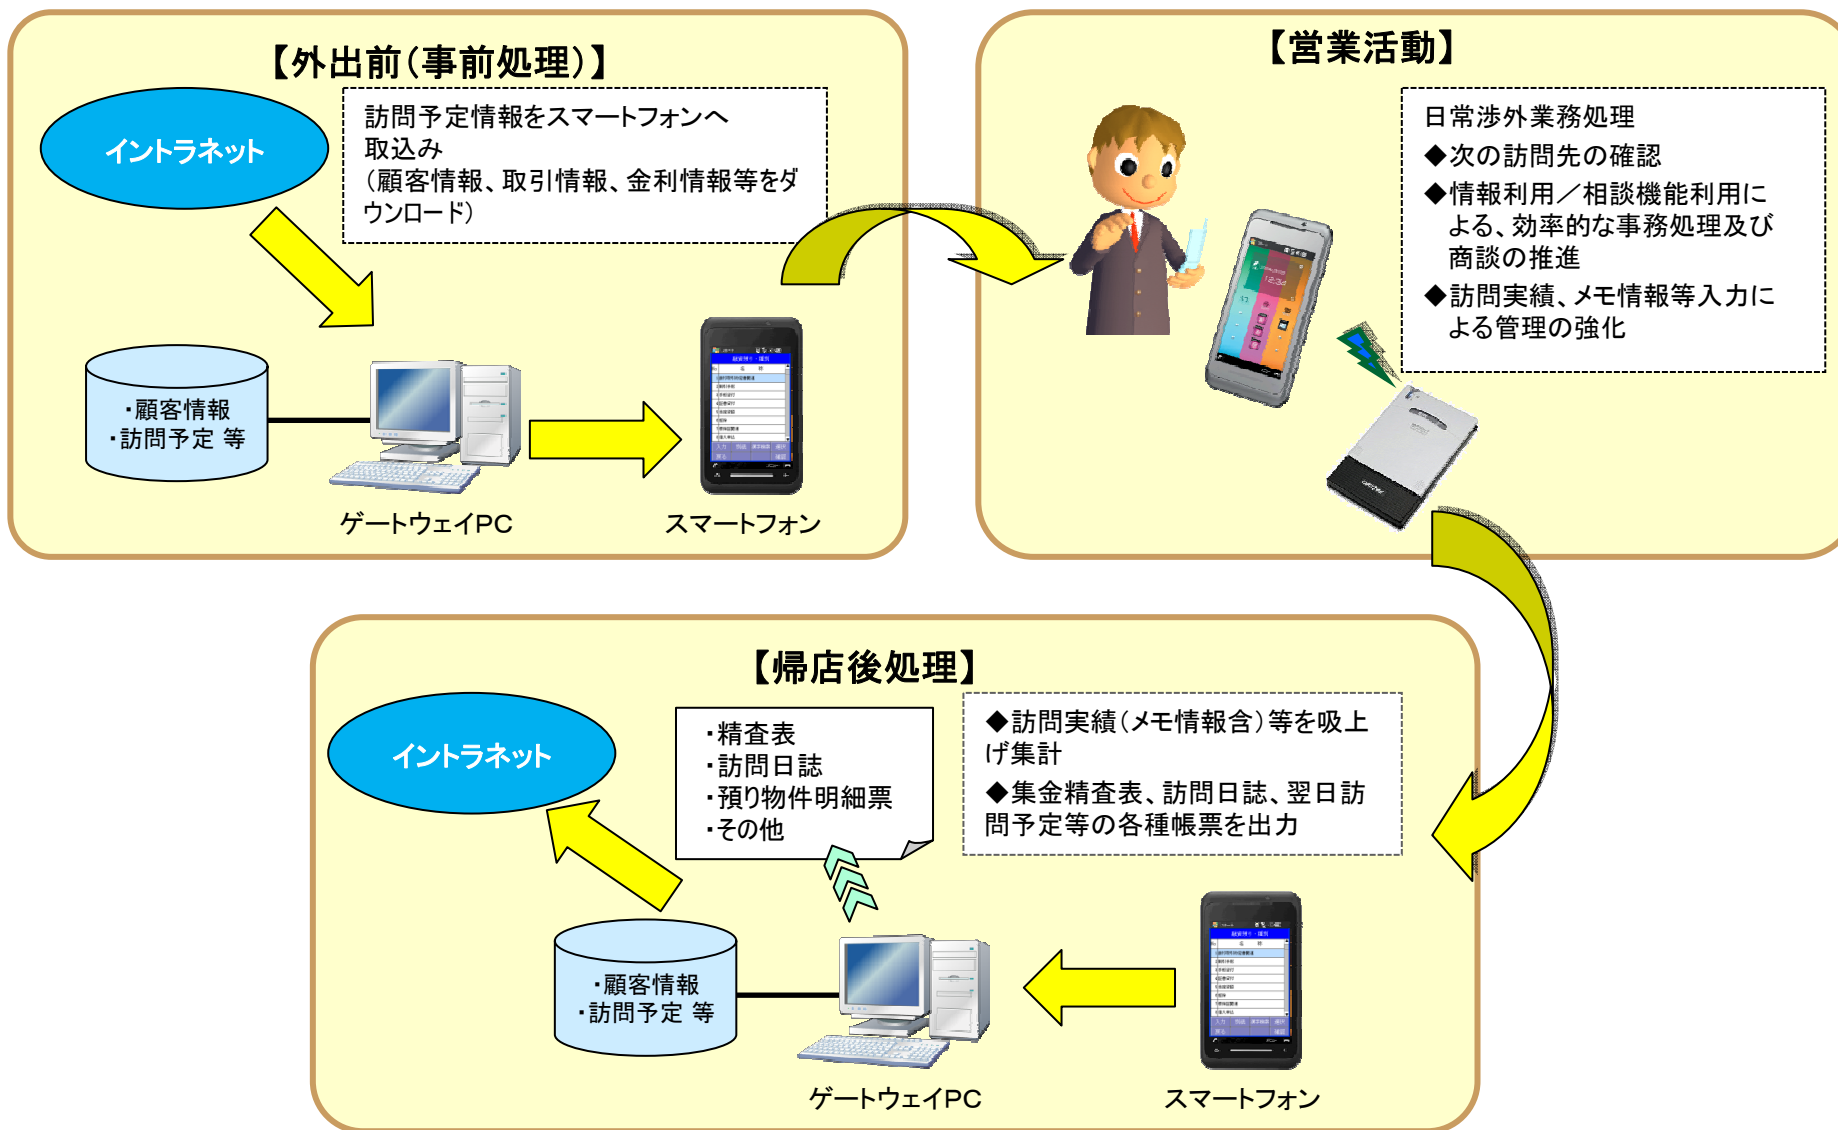 【外出前(事前処理)】
イントラネット
訪問予定情報をスマートフォンへ
取込み
(顧客情報、取引情報、金利情報等をダ
ウンロード)
・顧客情報
・訪問予定 等
ゲートウェイPC
スマートフォン
【営業活動】
日常渉外業務処理
◆次の訪問先の確認
◆情報利用/相談機能利用に
よる、効率的な事務処理及び
商談の推進
◆訪問実績、メモ情報等入力に
よる管理の強化
【帰店後処理】
イントラネット
・精査表
・訪問日誌
・預り物件明細票
・その他
◆訪問実績(メモ情報含)等を吸上
げ集計
◆集金精査表、訪問日誌、翌日訪
問予定等の各種帳票を出力
・顧客情報
・訪問予定 等
ゲートウェイPC
スマートフォン